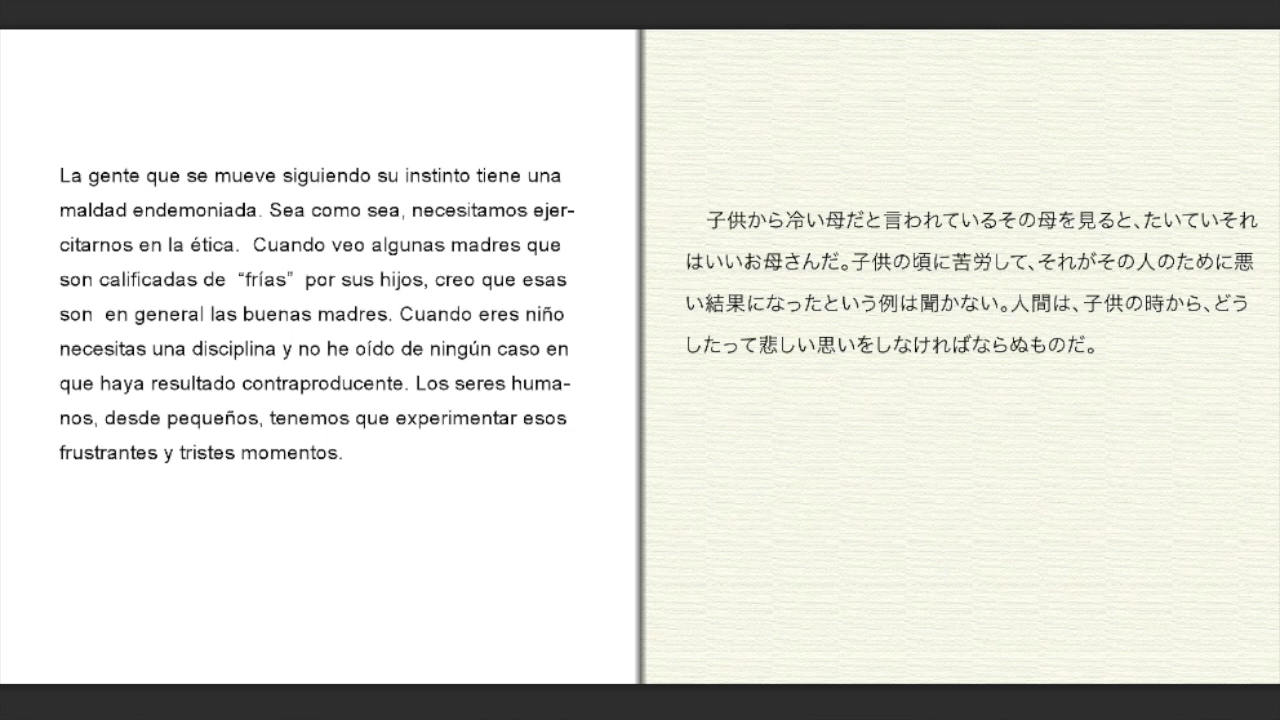 La gente que se mueve siguiendo su instinto tiene una
maldad endemoniada. Sea como sea, necesitamos ejer-
citarnos en la ética.  Cuando veo algunas madres que
son calificadas de  “frías”  por sus hijos, creo que esas
son  en general las buenas madres. Cuando eres niño
necesitas una disciplina y no he oído de ningún caso en
que haya resultado contraproducente. Los seres huma-
nos, desde pequeños, tenemos que experimentar esos
frustrantes y tristes momentos.
子供から冷い母だと言われているその母を見ると、たいていそれ
はいいお母さんだ。子供の頃に苦労して、それがその人のために悪
い結果になったという例は聞かない。人間は、子供の時から、どう
したって悲しい思いをしなければならぬものだ。